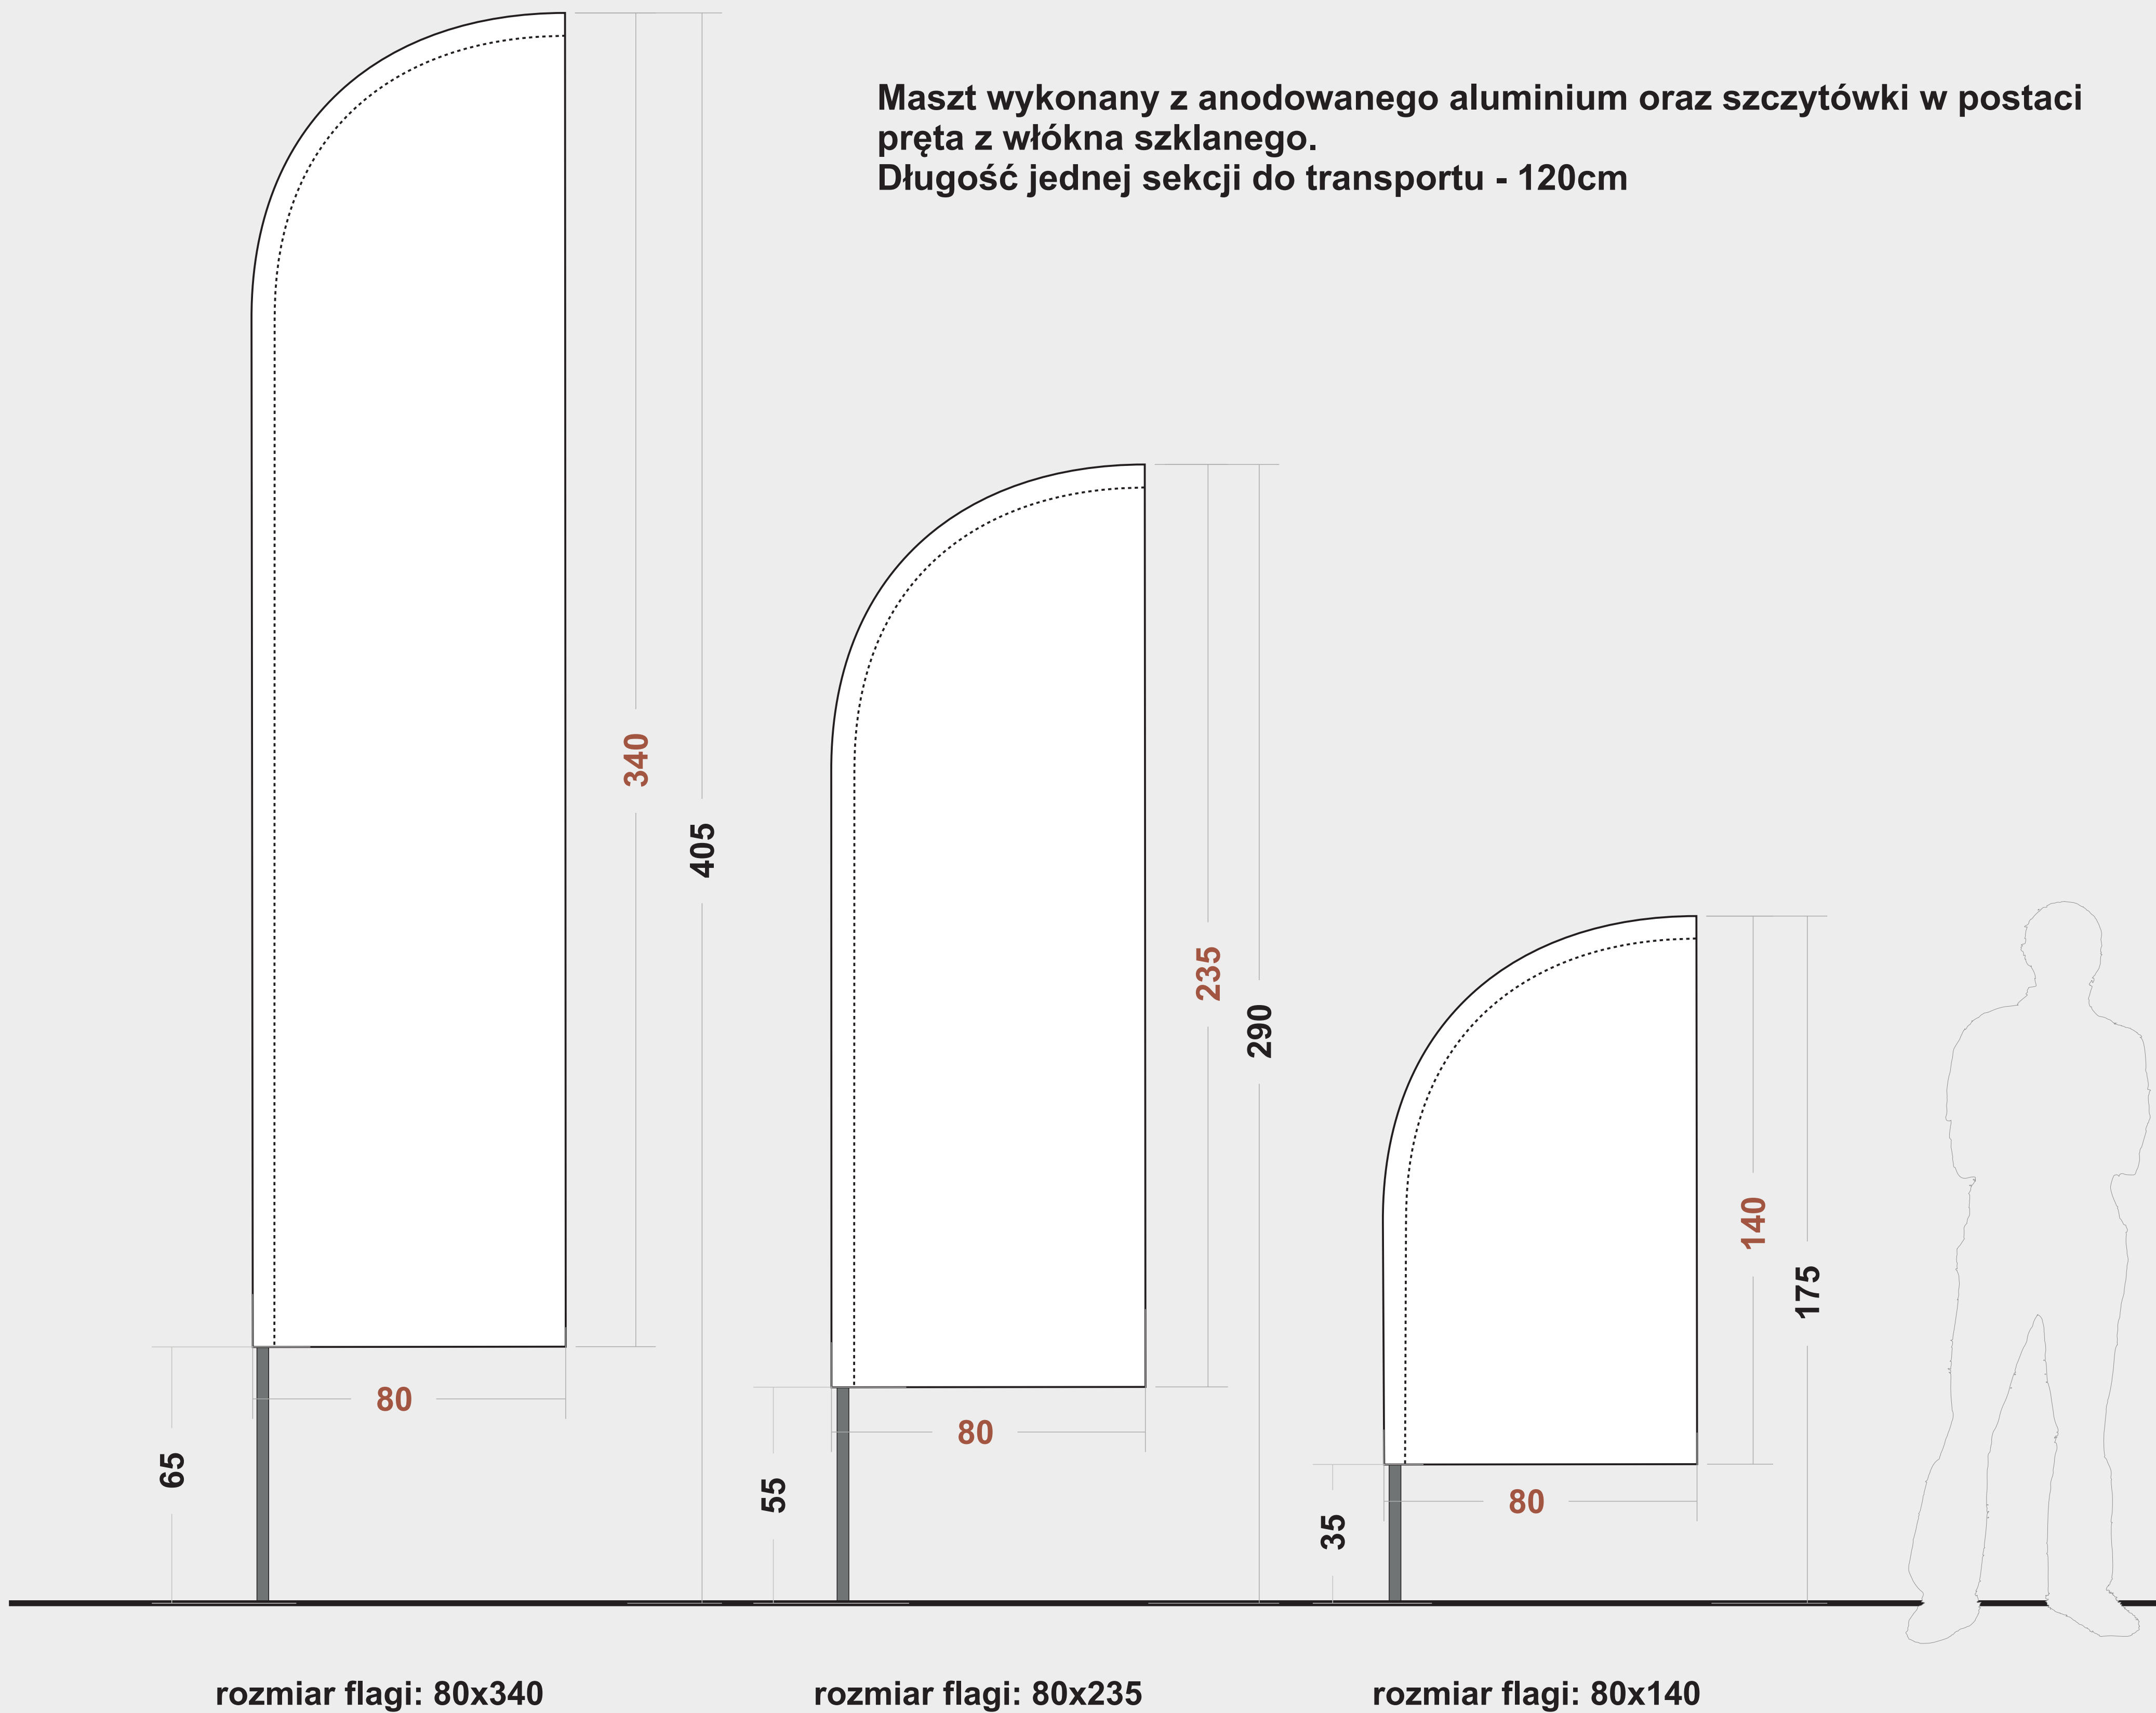 Maszt wykonany z anodowanego aluminium oraz szczytówki w postaci
pręta z włókna szklanego.
Długość jednej sekcji do transportu - 120cm
340
405
80
65
235
290
80
55
140
175
80
35
rozmiar flagi: 80x340
rozmiar flagi: 80x235
rozmiar flagi: 80x140